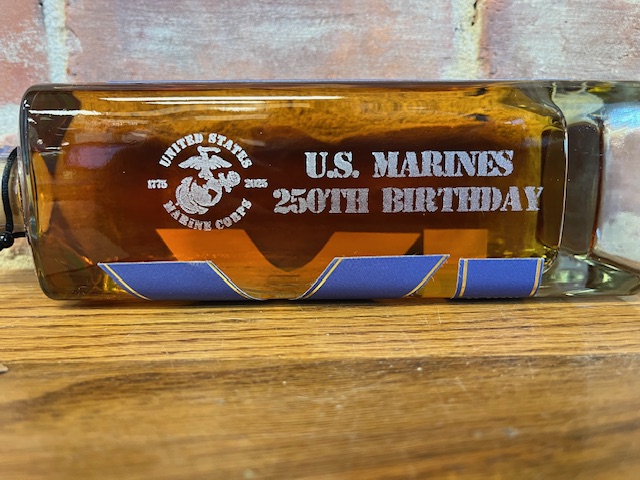 UNITED STATES
1775 2025
MARINE CORPS
U.S. MARINES
250TH BIRTHDAY